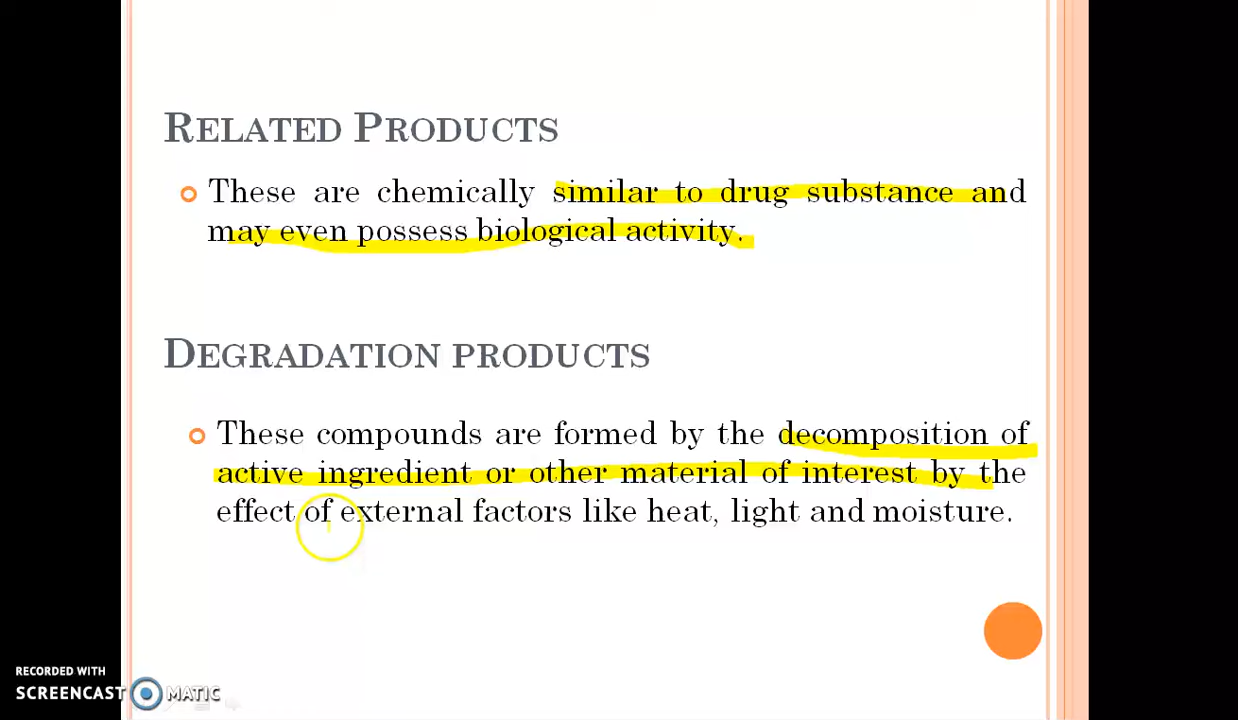 RELATED PRODUCTS
These are chemically similar to drug substance and
may even possess biological activity.
DEGRADATION PRODUCTS
These compounds are formed by the decomposition of
active ingredient or other material of interest by the
effect of external factors like heat, light and moisture.
RECORDED WITH
SCREENCAST MATIC